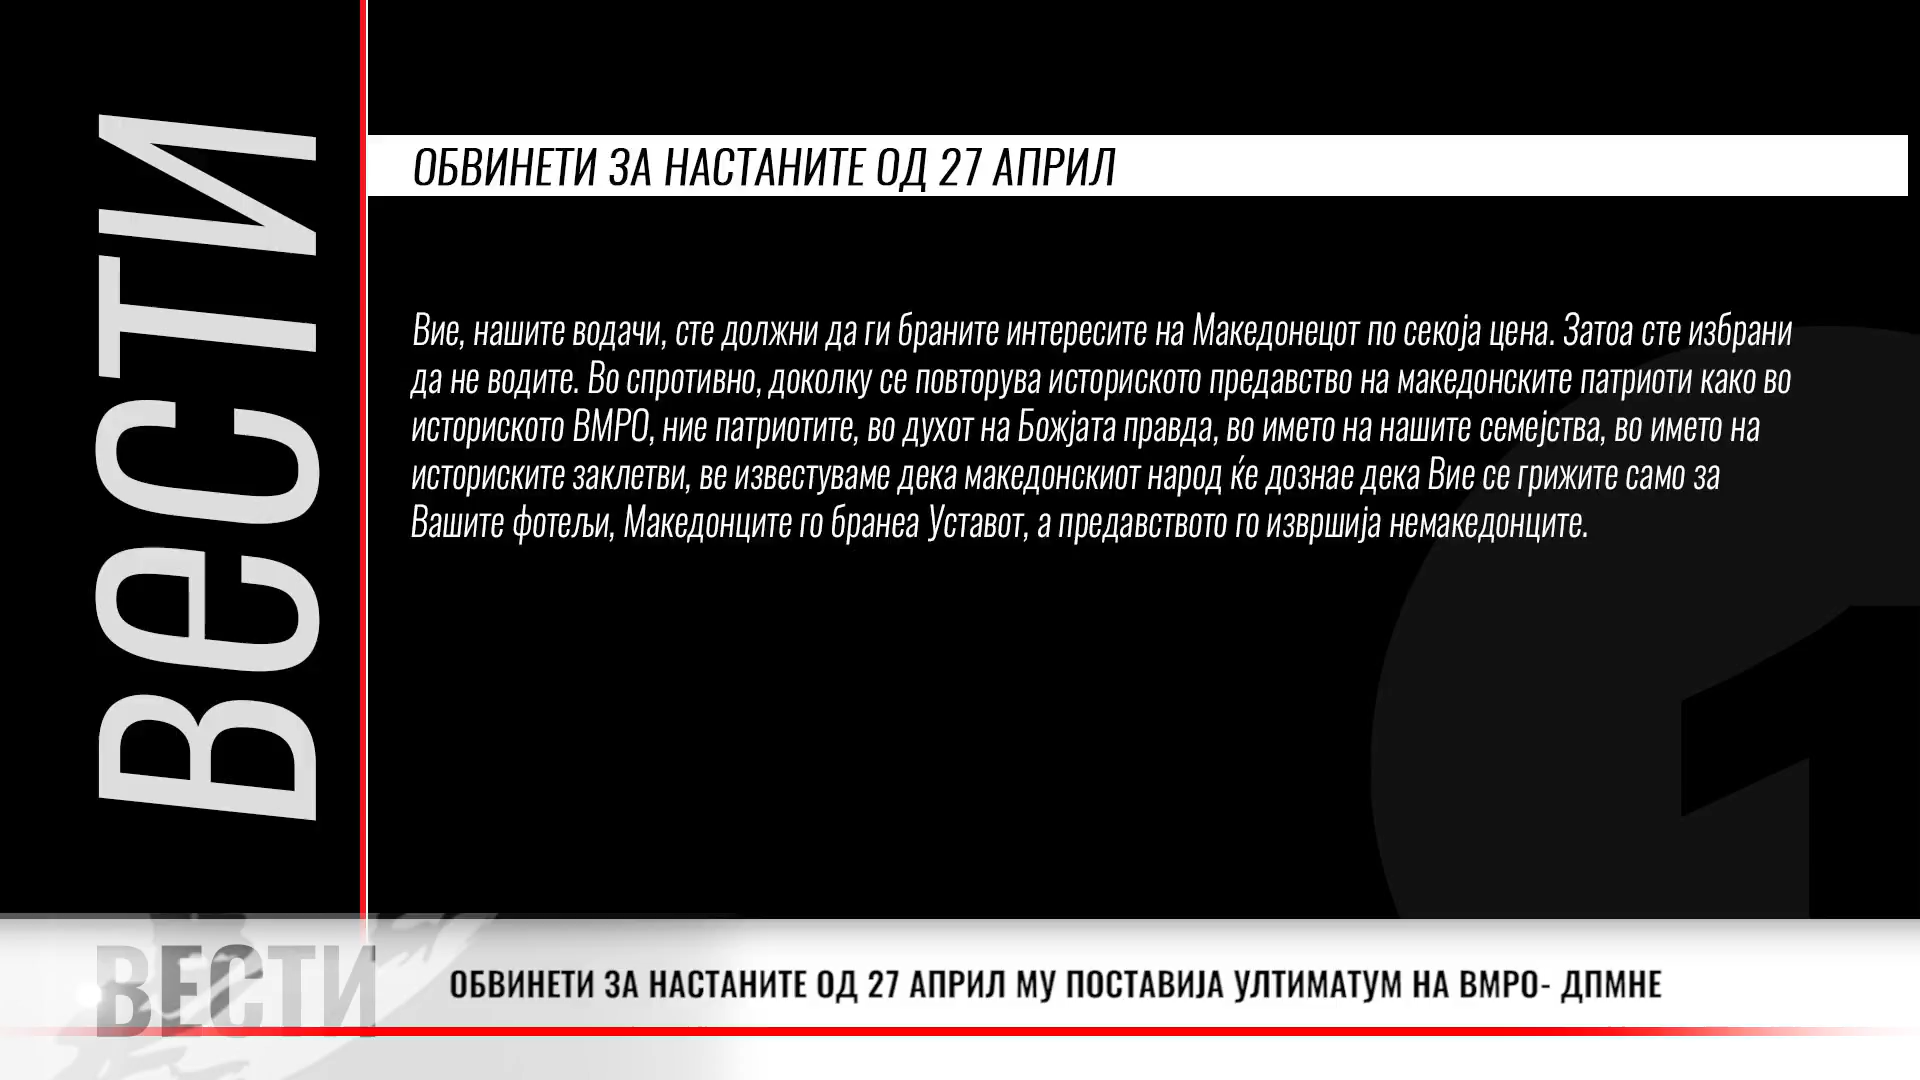 Вести
ОБВИНЕТИ ЗА НАСТАНИТЕ ОД 27 АПРИЛ
Вие, нашите водачи, сте должни да ги браните интересите на Македонецот по секоја цена. Затоа сте избрани
да не водите. Во спротивно, доколку се повторува историското предавство на македонските патриоти како во
историското ВМРО, ние патриотите, во духот на Божјата правда, во името на нашите семејства, во името на
историските заклетви, ве известуваме дека македонскиот народ ќе дознае дека Вие се грижите само за
Вашите фотељи, Македонците го бранеа Уставот, а предавството го извршија немакедонците.
1
ВЕСТИ
ОБВИНЕТИ ЗА НАСТАНИТЕ ОД 27 АПРИЛ МУ ПОСТАВИЈА УЛТИМАТУМ НА ВМРО- ДПМНЕ